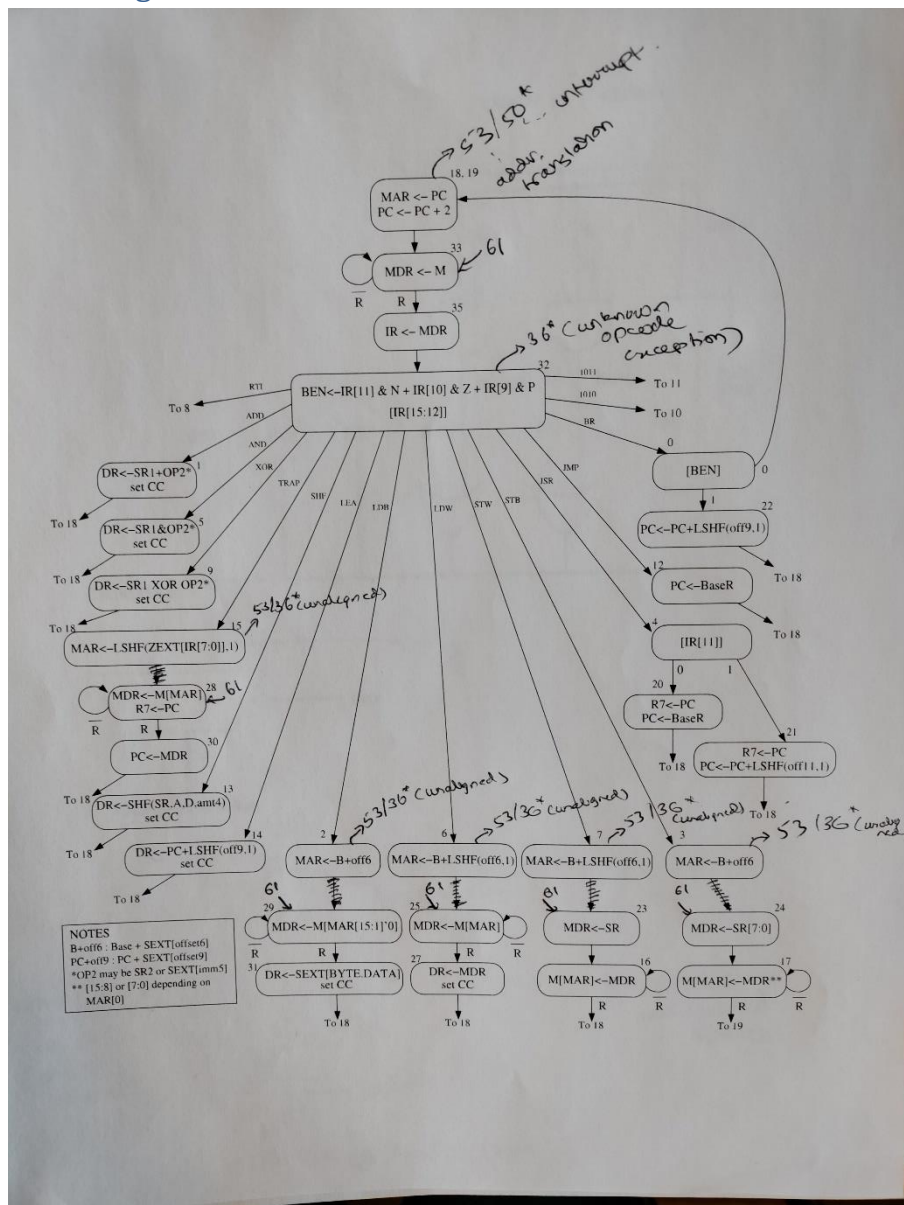 53/50* ... interrupt.
addr.
translation
18, 19
MAR <- PC
PC <- PC + 2
33
61
MDR <- M
R
R
35
IR <- MDR
36* (unknown
opcode
exception)
32
BEN<-IR[11] & N + IR[10] & Z + IR[9] & P
[IR[15:12]]
RTI
To 8
1011
To 11
1010
To 10
BR
ADD
AND
XOR
TRAP
SHF
LEA
LDB
LDW
STW
STB
JSR
JMP
0
[BEN]
0
1
1
DR<-SR1+OP2*
set CC
To 18
22
PC<-PC+LSHF(off9,1)
To 18
5
DR<-SR1&OP2*
set CC
To 18
12
PC<-BaseR
To 18
9
DR<-SR1 XOR OP2*
set CC
To 18
53/36* (unaligned)
4
[IR[11]]
0
1
15
MAR<-LSHF(ZEXT[IR[7:0]],1)
28
MDR<-M[MAR]
R7<-PC
61
R
R
20
R7<-PC
PC<-BaseR
To 18
30
PC<-MDR
To 18
21
R7<-PC
PC<-PC+LSHF(off11,1)
To 18
13
DR<-SHF(SR,A,D,amt4)
set CC
To 18
14
DR<-PC+LSHF(off9,1)
set CC
To 18
53/36* (unaligned)
2
MAR<-B+off6
53/36* (unaligned)
6
MAR<-B+LSHF(off6,1)
53/36*
(unaligned)
7
MAR<-B+LSHF(off6,1)
53/36* (unalig
ned
3
MAR<-B+off6
61
29
MDR<-M[MAR[15:1]'0]
R
R
61
25
MDR<-M[MAR]
R
R
61
23
MDR<-SR
61
24
MDR<-SR[7:0]
31
DR<-SEXT[BYTE.DATA]
set CC
To 18
27
DR<-MDR
set CC
To 18
16
M[MAR]<-MDR
R
R
To 18
17
M[MAR]<-MDR**
R
R
To 19
NOTES
B+off6 : Base + SEXT[offset6]
PC+off9 : PC + SEXT[offset9]
*OP2 may be SR2 or SEXT[imm5]
** [15:8] or [7:0] depending on
MAR[0]